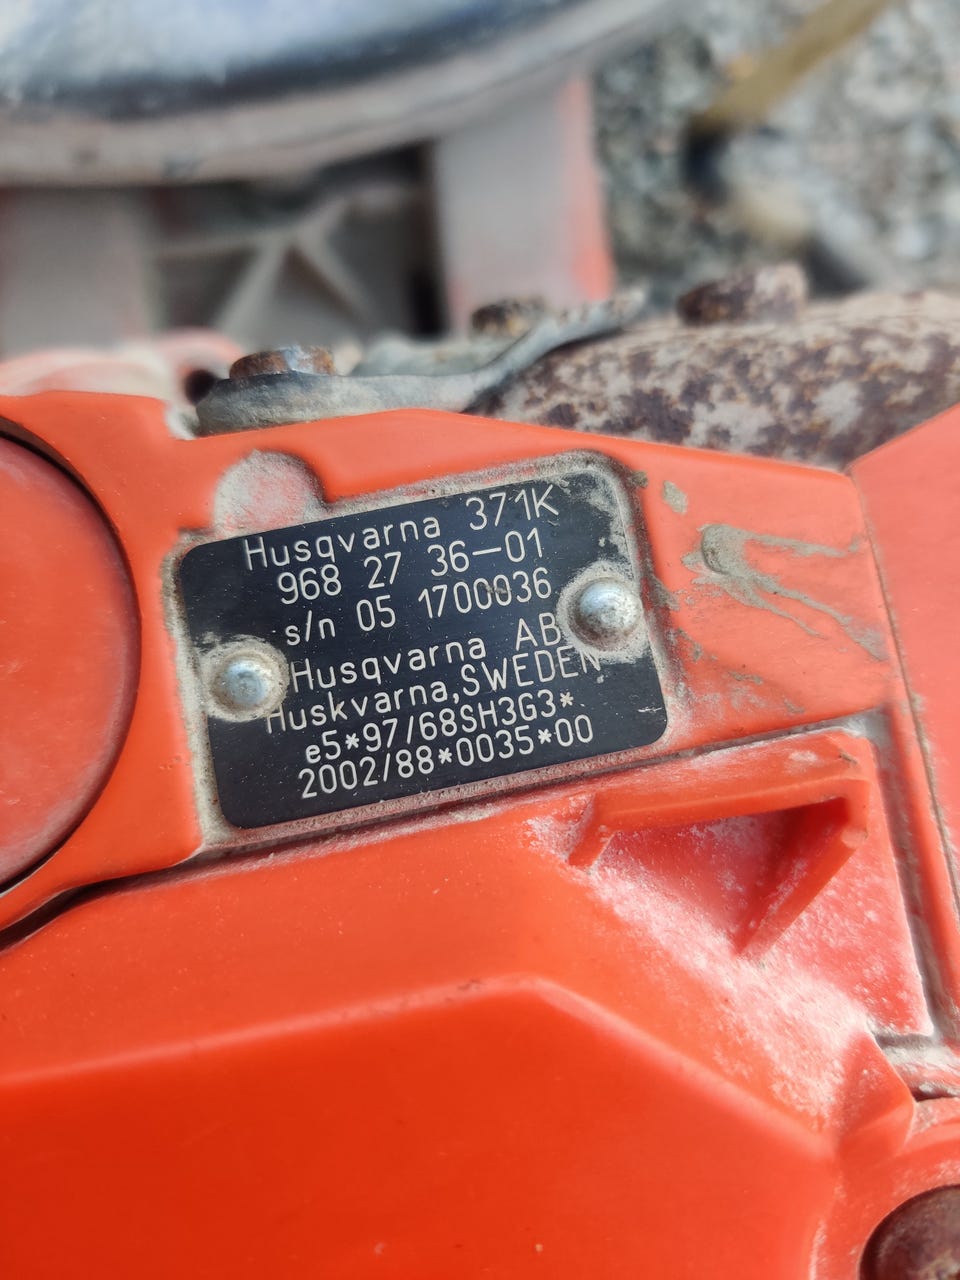 Husqvarna 371K
968 27 36-01
s/n 05 1700036
Husqvarna AB
Huskvarna,SWEDEN
e5*97/68SH3G3*
2002/88*0035*00